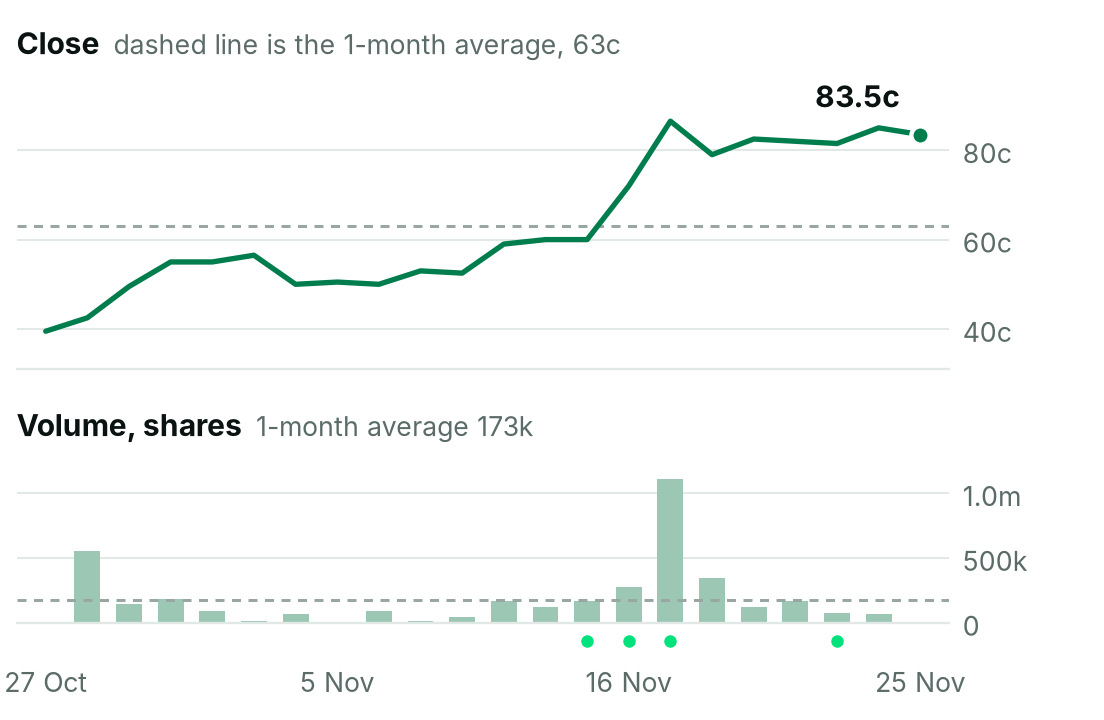 Close dashed line is the 1-month average, 63c
83.5c
80c
60c
40c
Volume, shares 1-month average 173k
1.0m
500k
0
27 Oct 5 Nov 16 Nov 25 Nov